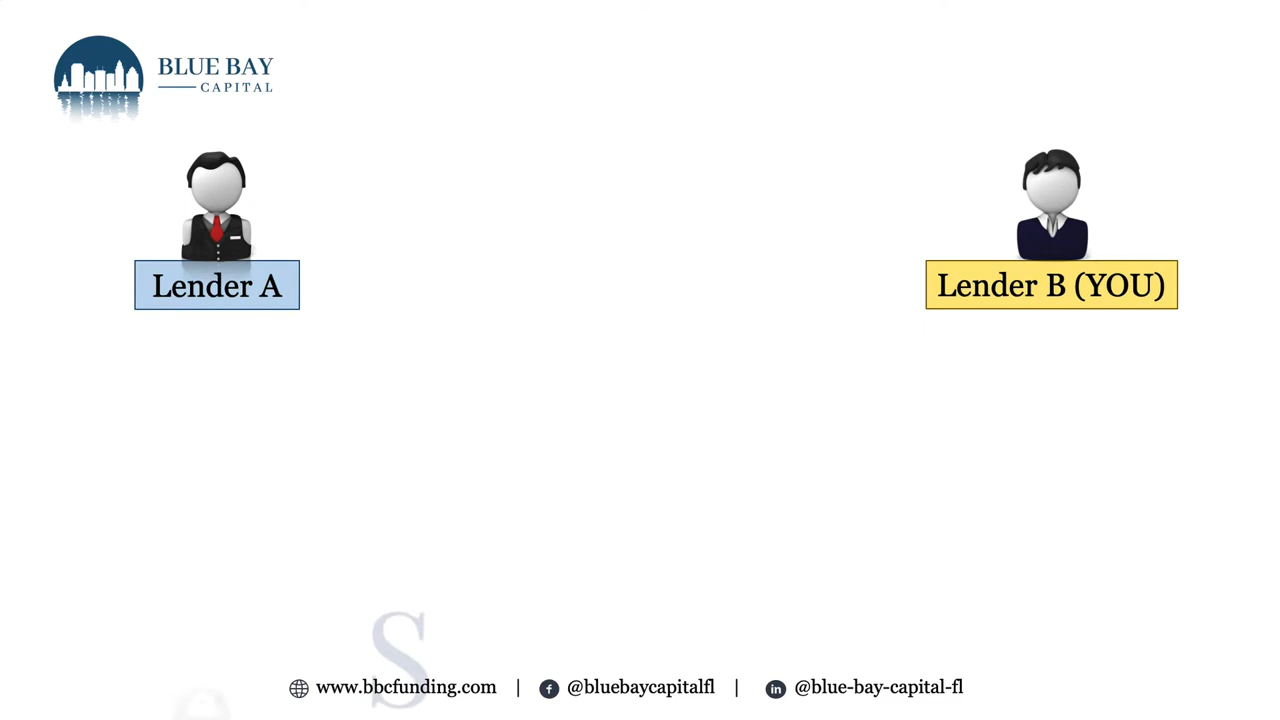 BLUE BAY
CAPITAL
Lender A
Lender B (YOU)
S
e
www.bbcfunding.com | @bluebaycapitalfl | @blue-bay-capital-fl